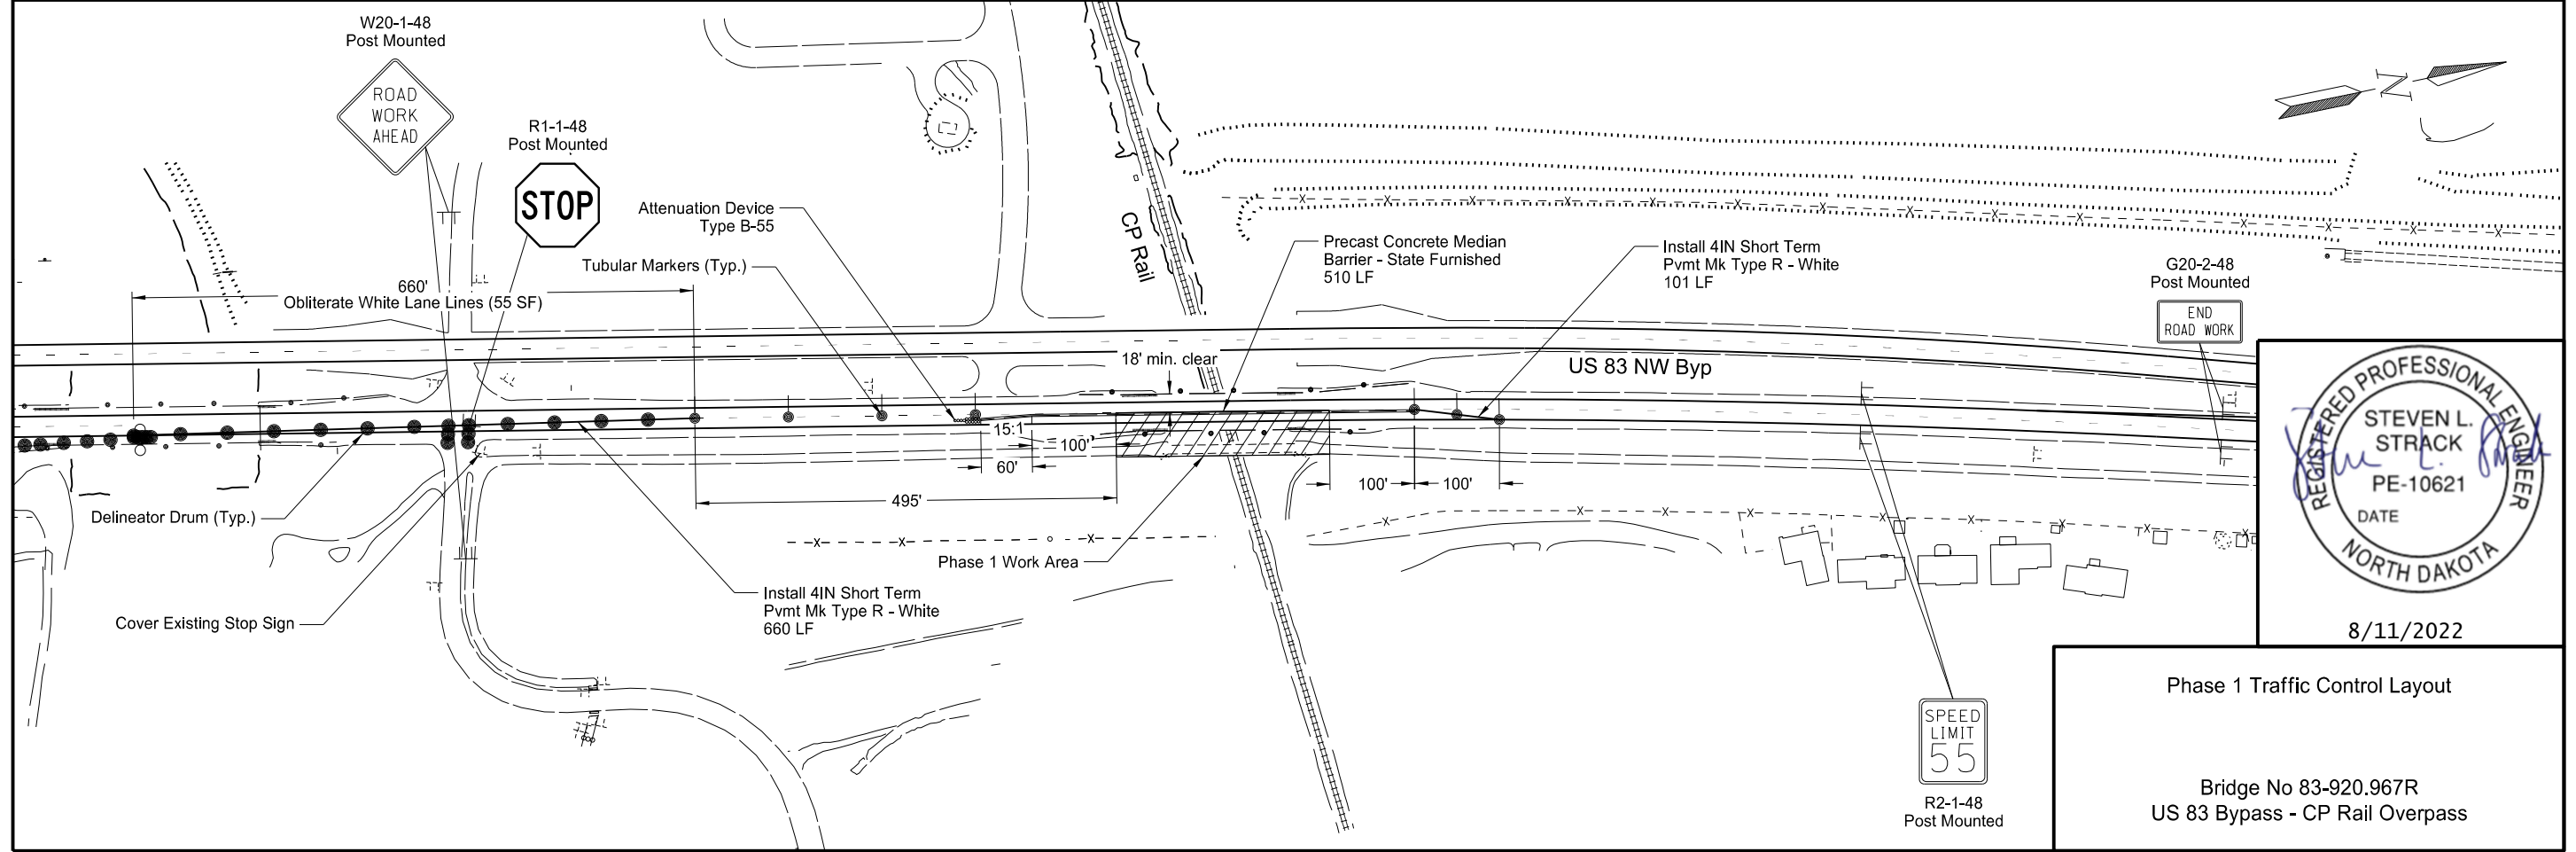 W20-1-48
Post Mounted
ROAD
WORK
AHEAD
R1-1-48
Post Mounted
STOP
Attenuation Device
Type B-55
Tubular Markers (Typ.)
660'
Obliterate White Lane Lines (55 SF)
CP Rail
Precast Concrete Median
Barrier - State Furnished
510 LF
Install 4IN Short Term
Pvmt Mk Type R - White
101 LF
N
G20-2-48
Post Mounted
END
ROAD WORK
18' min. clear
US 83 NW Byp
15:1
100'
60'
495'
100'
100'
Delineator Drum (Typ.)
Cover Existing Stop Sign
Phase 1 Work Area
Install 4IN Short Term
Pvmt Mk Type R - White
660 LF
SPEED
LIMIT
55
R2-1-48
Post Mounted
REGISTERED PROFESSIONAL ENGINEER
STEVEN L.
STRACK
PE-10621
DATE
NORTH DAKOTA
8/11/2022
Phase 1 Traffic Control Layout
Bridge No 83-920.967R
US 83 Bypass - CP Rail Overpass